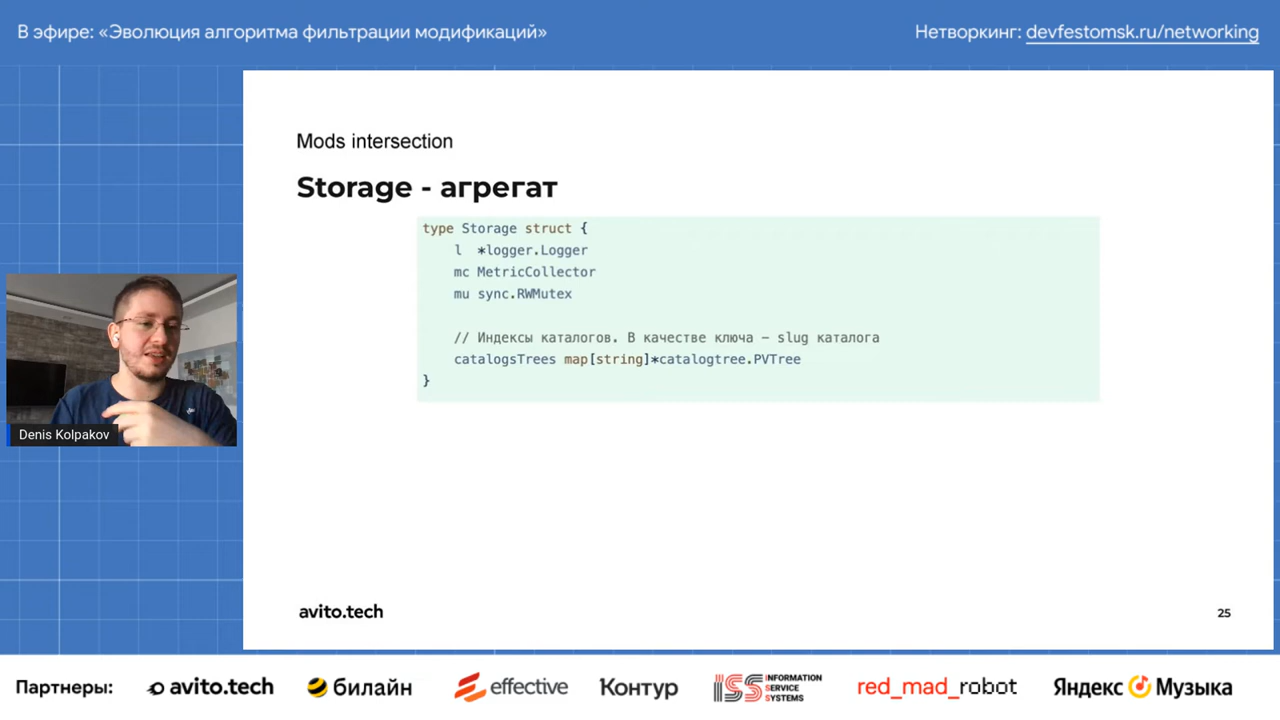 В эфире: «Эволюция алгоритма фильтрации модификаций»
Нетворкинг: devfestomsk.ru/networking
Mods intersection
Storage - агрегат
type Storage struct {
l *logger.Logger
mc MetricCollector
mu sync.RWMutex
// Индексы каталогов. В качестве ключа – slug каталога
catalogsTrees map[string]*catalogtree.PVTree
}
Denis Kolpakov
avito.tech
25
Партнеры: avito.tech билайн effective Контур ISS INFORMATION SERVICE SYSTEMS red_mad_robot Яндекс Музыка